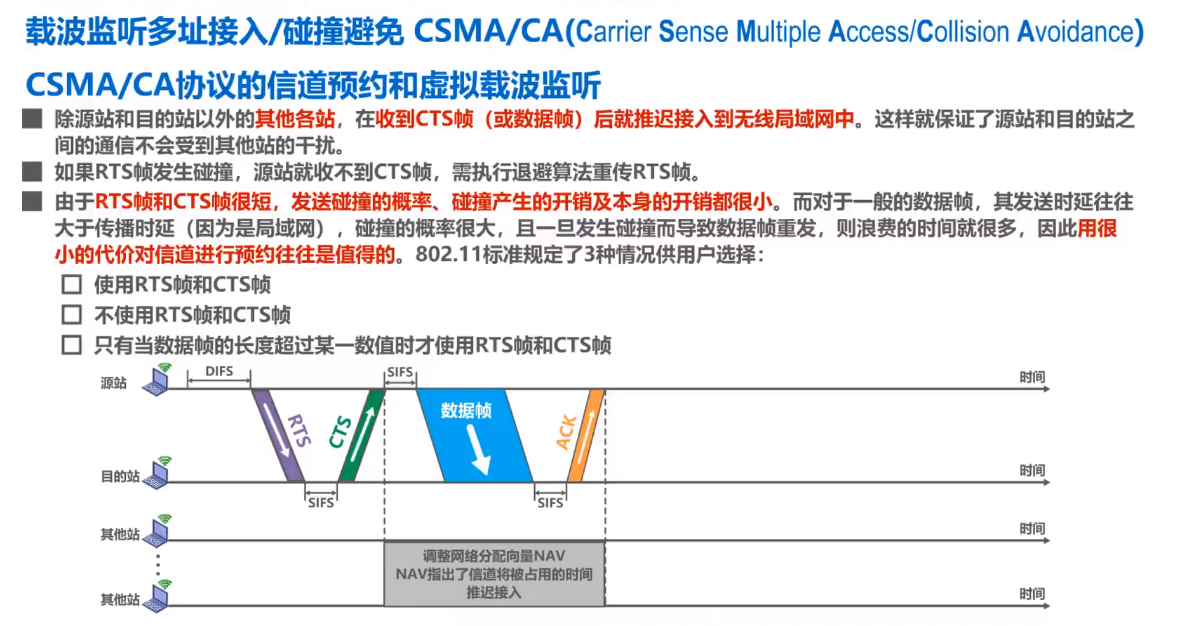 载波监听多址接入/碰撞避免 CSMA/CA(Carrier Sense Multiple Access/Collision Avoidance)
CSMA/CA协议的信道预约和虚拟载波监听
除源站和目的站以外的其他各站，在收到CTS帧（或数据帧）后就推迟接入到无线局域网中。这样就保证了源站和目的站之
间的通信不会受到其他站的干扰。
如果RTS帧发生碰撞，源站就收不到CTS帧，需执行退避算法重传RTS帧。
由于RTS帧和CTS帧很短，发送碰撞的概率、碰撞产生的开销及本身的开销都很小。而对于一般的数据帧，其发送时延往往
大于传播时延（因为是局域网），碰撞的概率很大，且一旦发生碰撞而导致数据帧重发，则浪费的时间就很多，因此用很
小的代价对信道进行预约往往是值得的。802.11标准规定了3种情况供用户选择：
使用RTS帧和CTS帧
不使用RTS帧和CTS帧
只有当数据帧的长度超过某一数值时才使用RTS帧和CTS帧
DIFS
SIFS
源站
时间
RTS
CTS
数据帧
ACK
目的站
时间
SIFS
SIFS
其他站
时间
调整网络分配向量NAV
NAV指出了信道将被占用的时间
推迟接入
其他站
时间